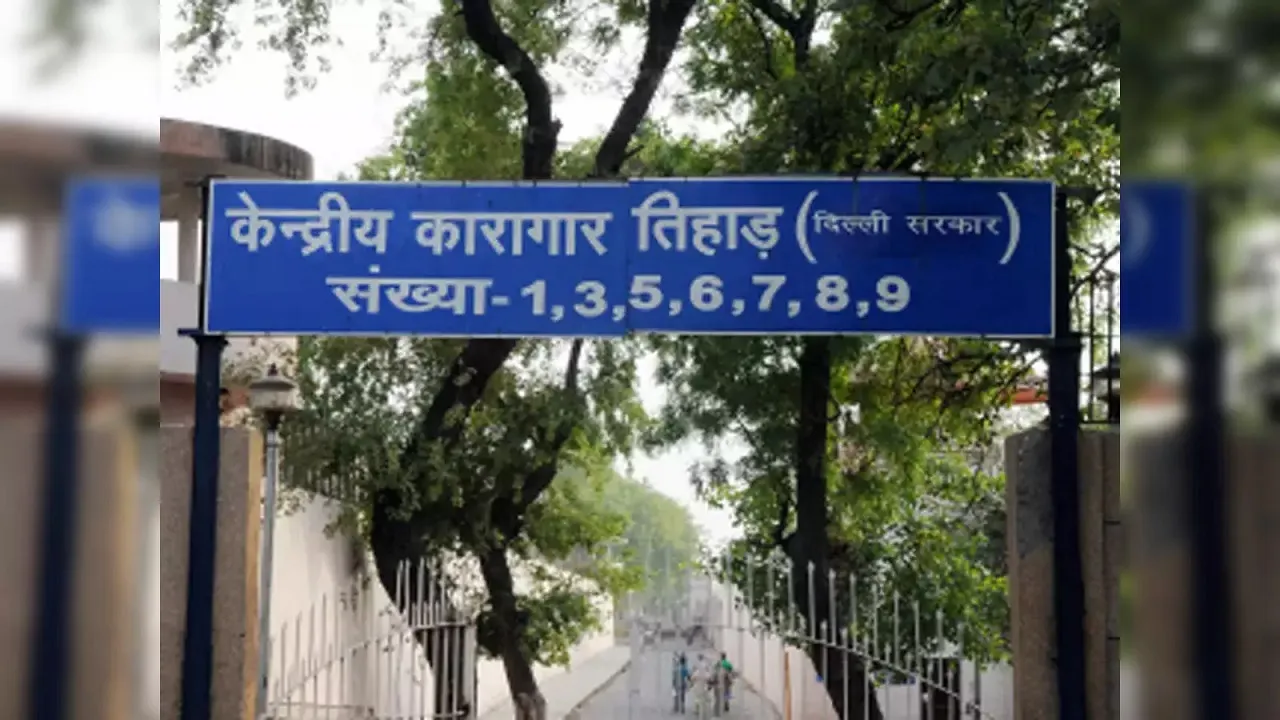 केन्द्रीय कारागार तिहाड़ (दिल्ली सरकार)
संख्या-1,3,5,6,7,8,9